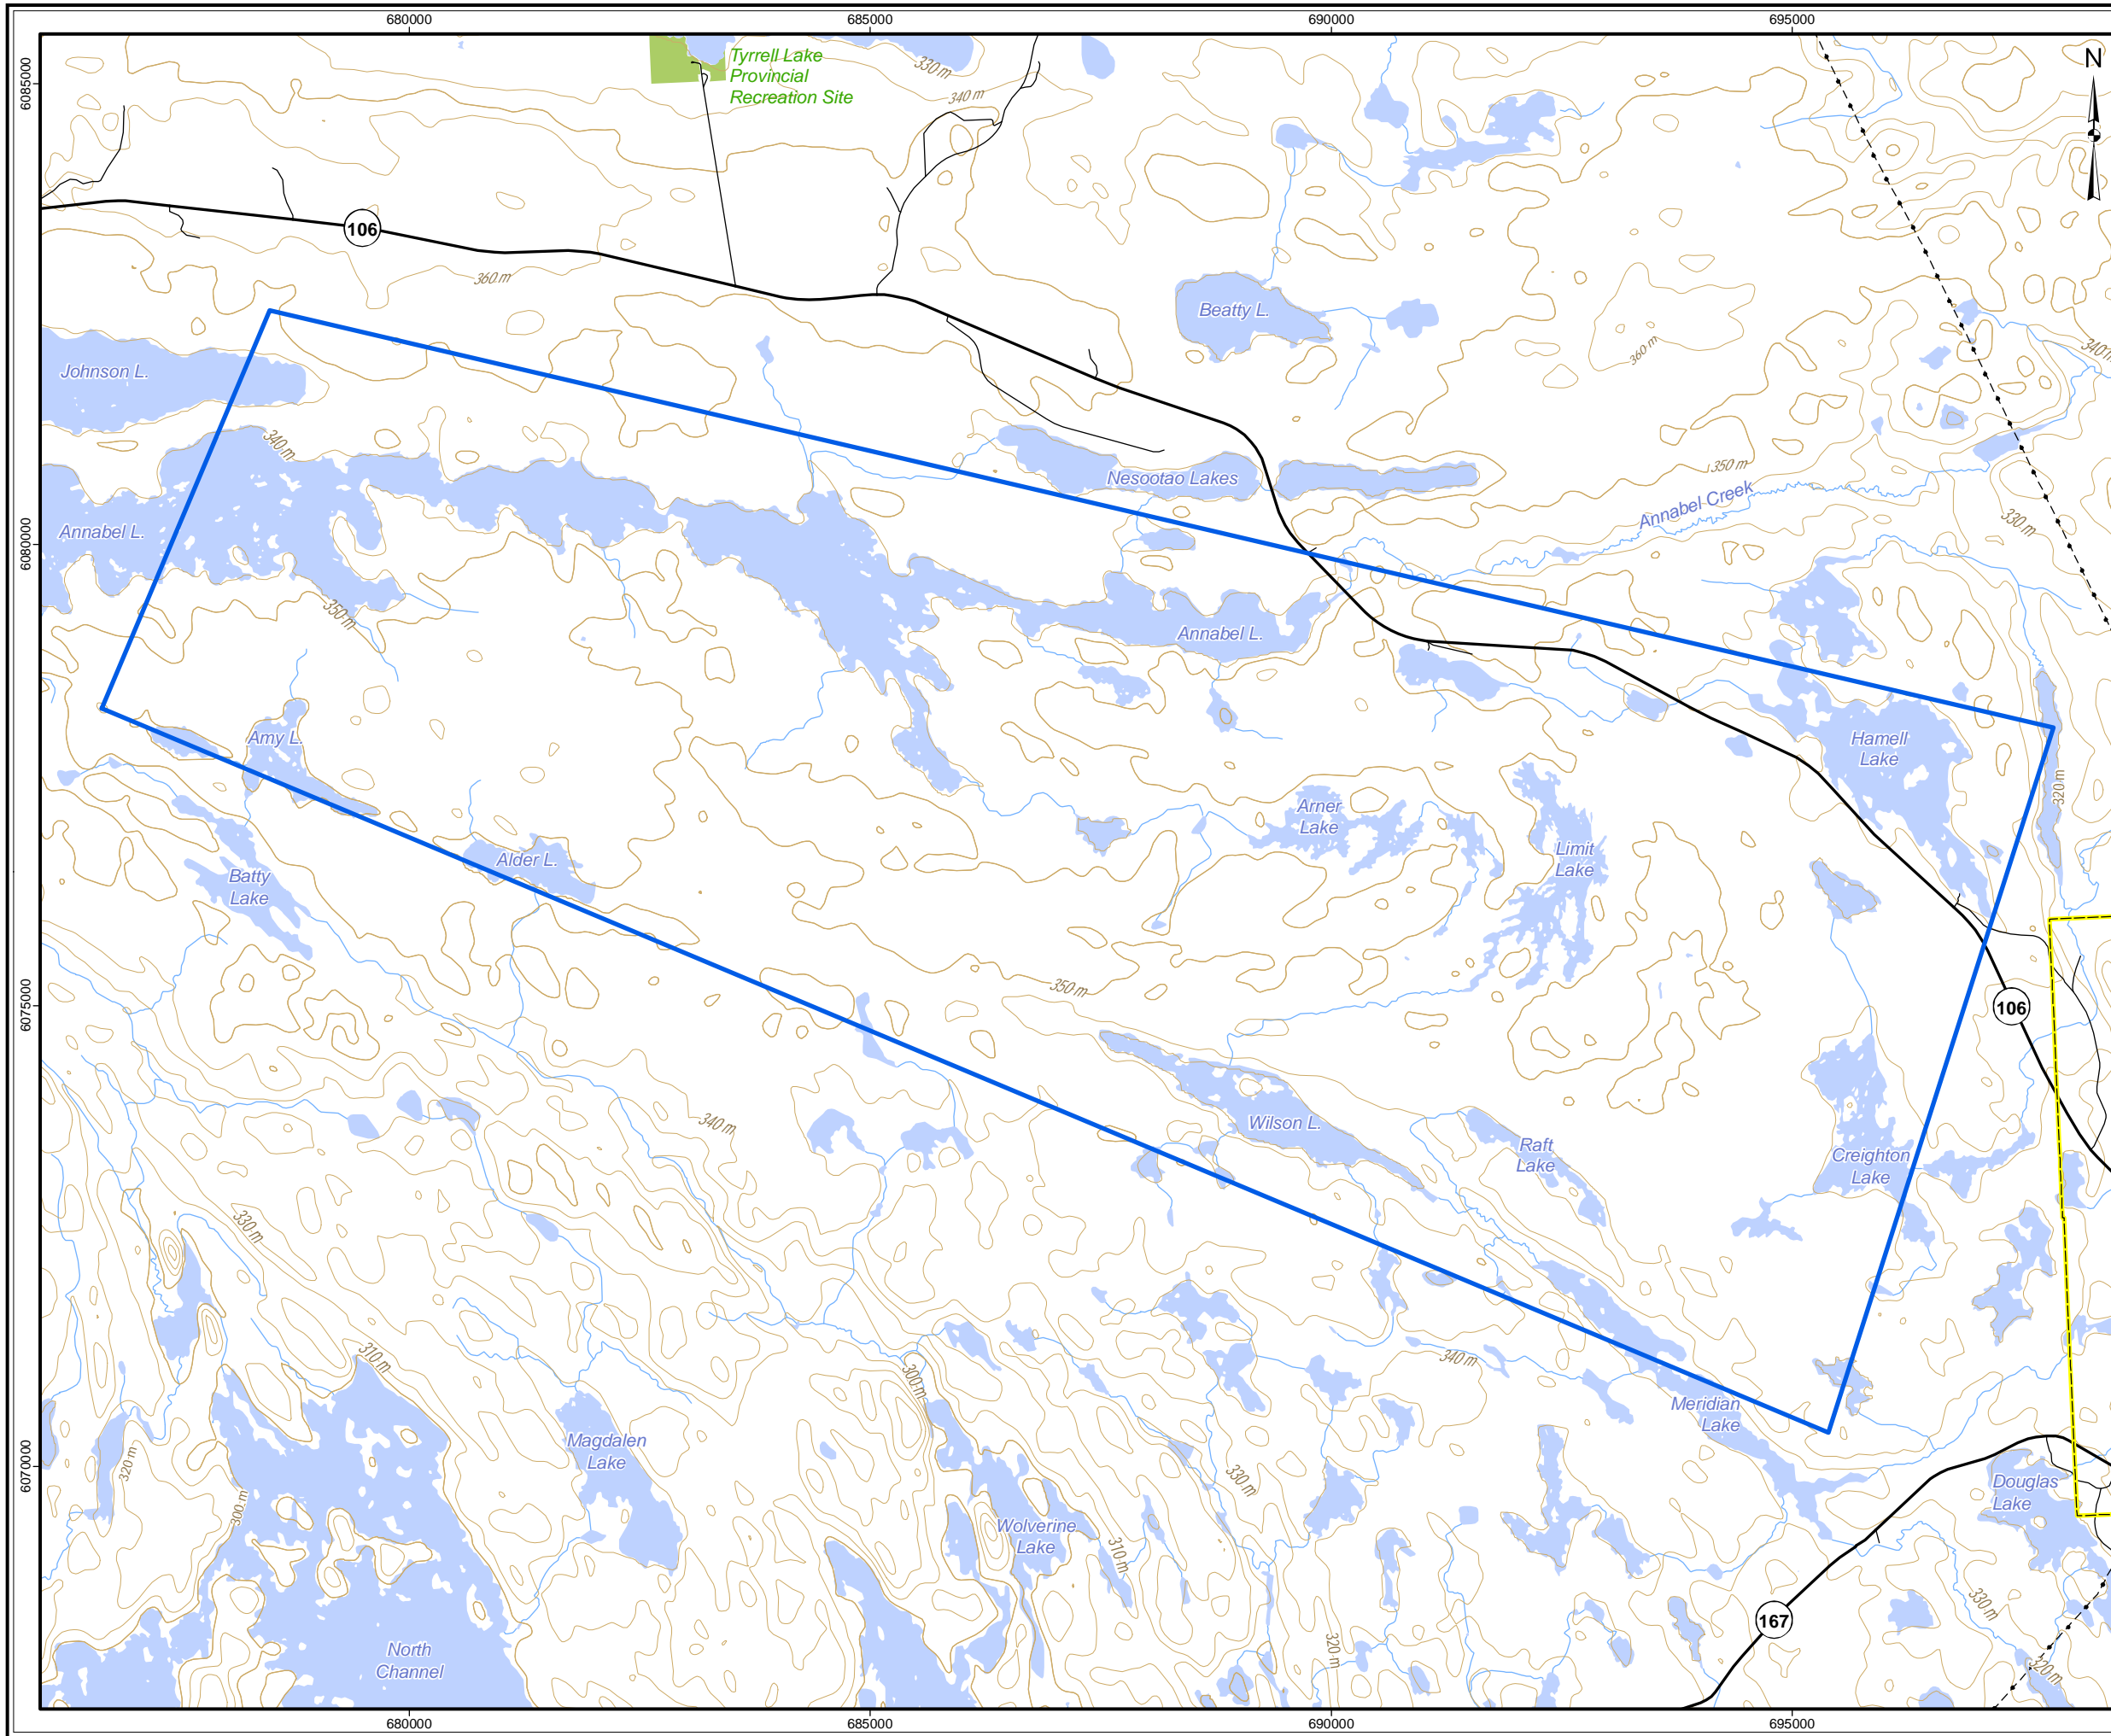 680000
685000
690000
695000
6085000
Tyrrell Lake
Provincial
Recreation Site
330 m
340 m
N
106
360 m
Beatty L.
360 m
340 m
Johnson L.
340 m
Nesootao Lakes
350 m
Annabel Creek
330 m
6080000
Annabel L.
350 m
Annabel L.
Amy L.
Hamell
Lake
320 m
Arner
Lake
Limit
Lake
Alder L.
Batty
Lake
6075000
350 m
106
340 m
Wilson L.
Raft
Lake
Creighton
Lake
330 m
310 m
300 m
340 m
Meridian
Lake
6070000
320 m
300 m
Magdalen
Lake
330 m
Douglas
Lake
Wolverine
Lake
310 m
330 m
167
North
Channel
320 m
320 m
680000
685000
690000
695000